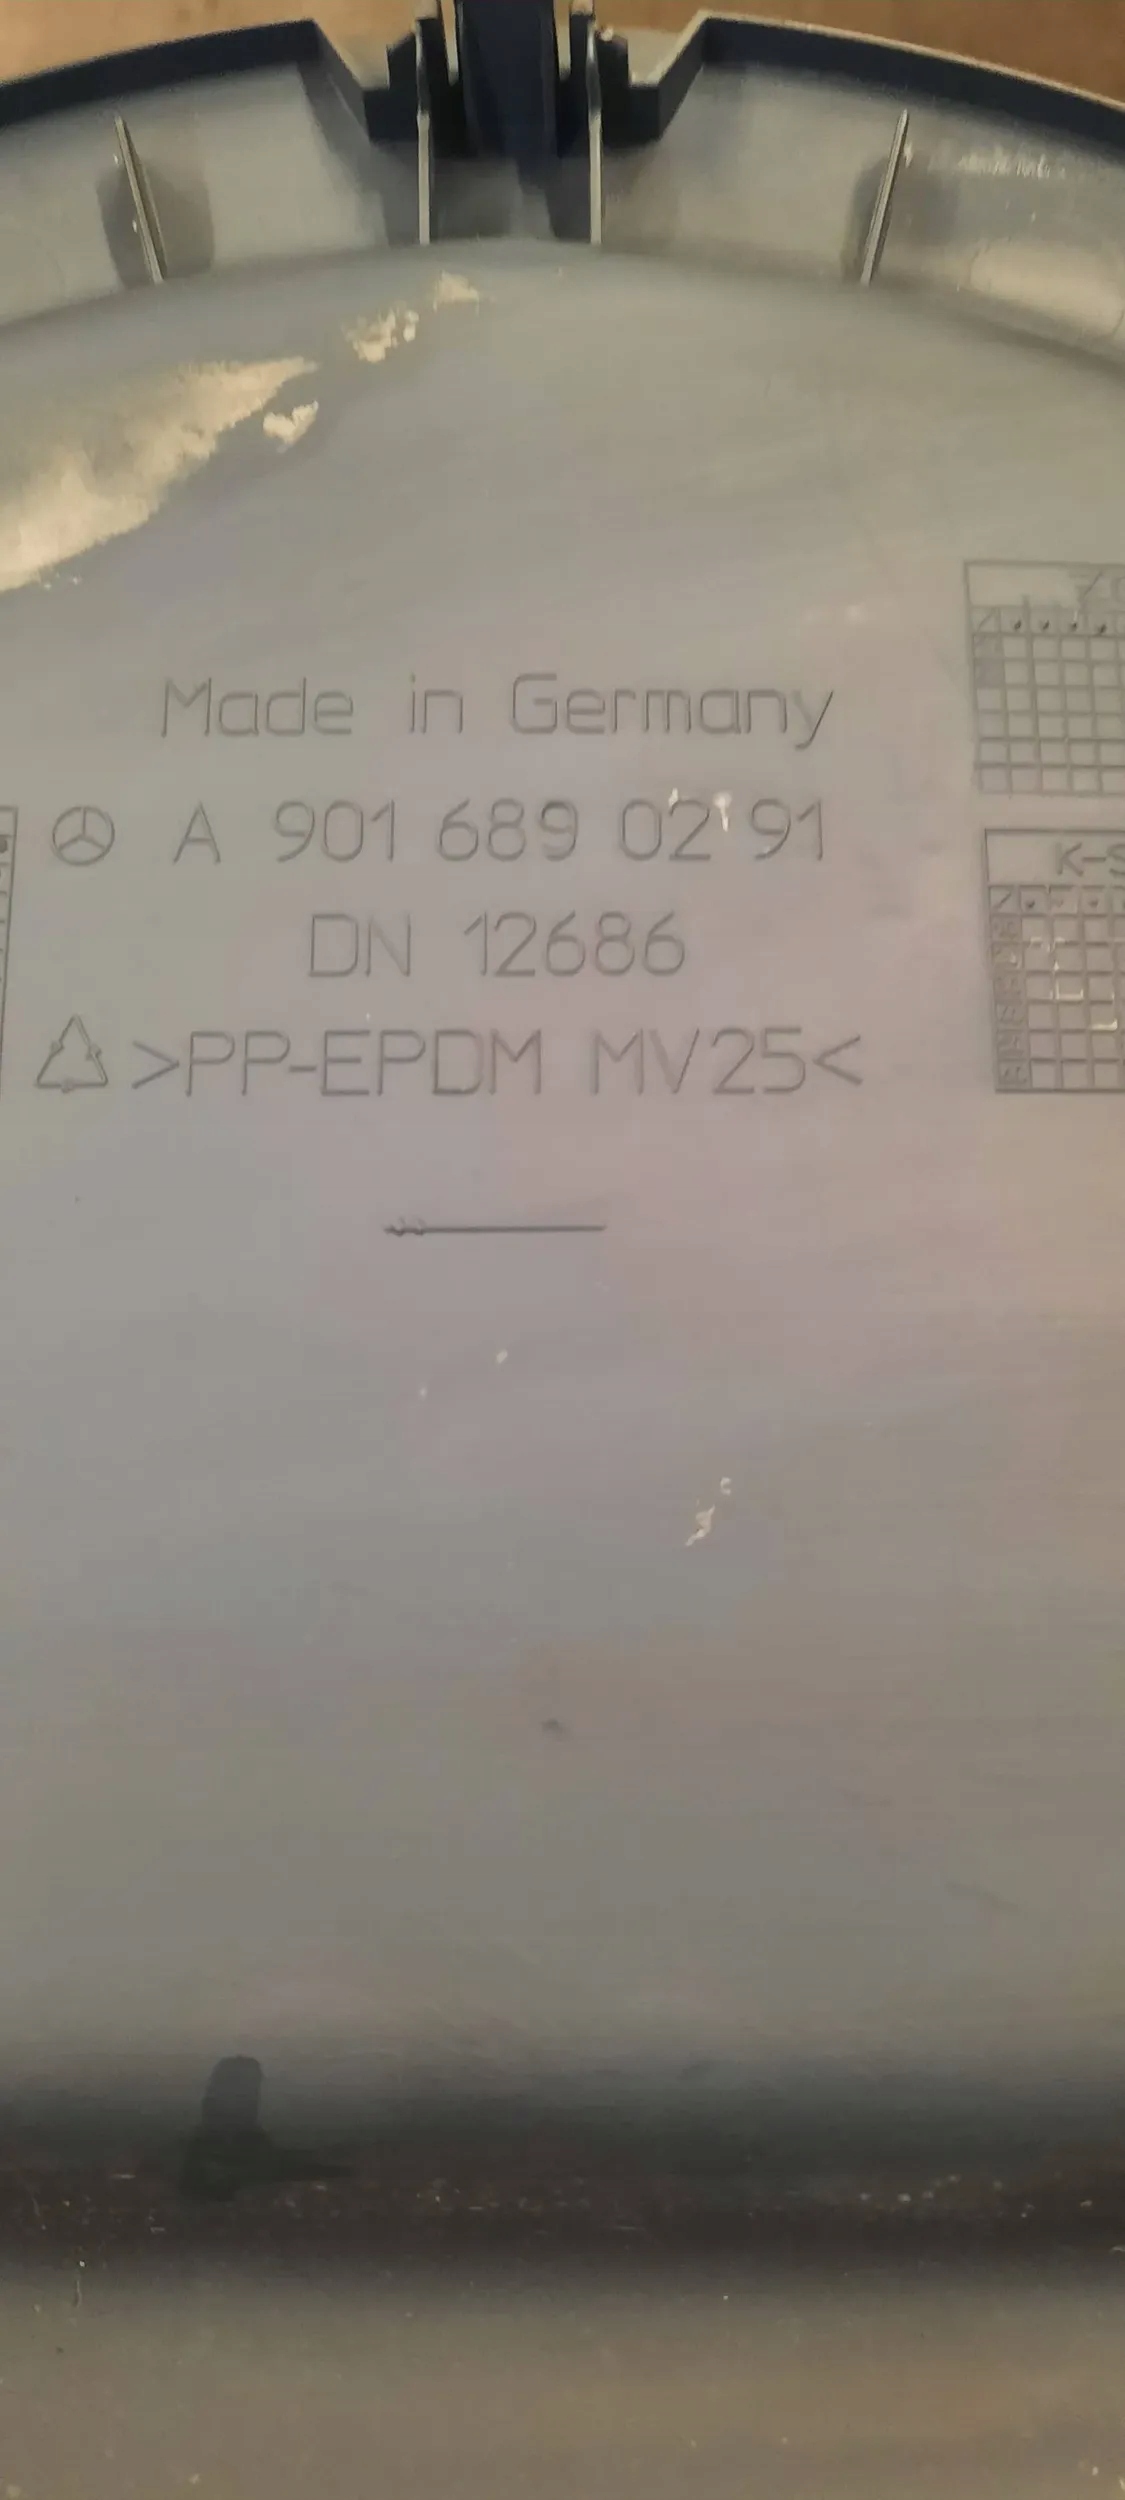 Made in Germany
A 901 689 02 91
DN 12686
>PP-EPDM MV25<
K-S